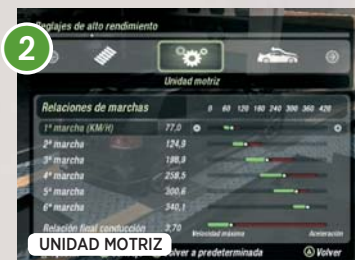 Reglajes de alto rendimiento
2
Unidad motriz
Relaciones de marchas 0 60 120 180 240 300 360 420
1ª marcha (KM/H) 77,0
2ª marcha 124,9
3ª marcha 188,9
4ª marcha 258,5
5ª marcha 300,6
6ª marcha 340,1
Relación final conducción 3,70
Velocidad máxima Aceleración
UNIDAD MOTRIZ
Volver a predeterminada A Volver